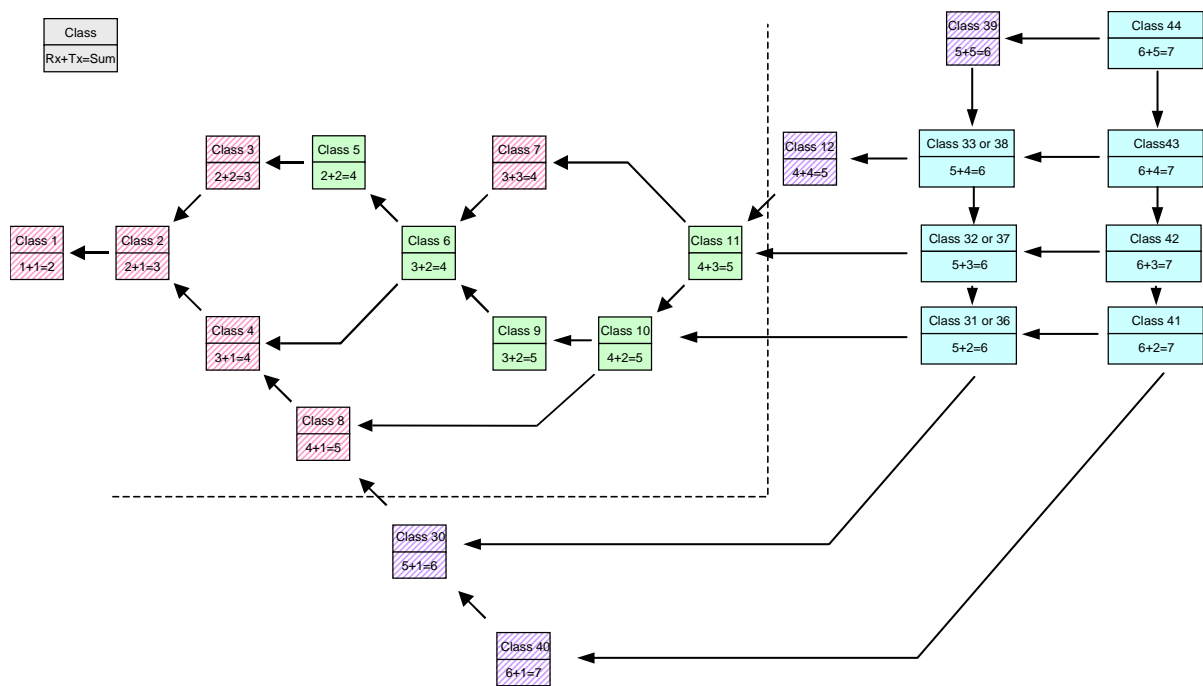 Class
Rx+Tx=Sum
Class 39
5+5=6
Class 44
6+5=7
Class 3
2+2=3
Class 5
2+2=4
Class 7
3+3=4
Class 12
4+4=5
Class 33 or 38
5+4=6
Class43
6+4=7
Class 1
1+1=2
Class 2
2+1=3
Class 6
3+2=4
Class 11
4+3=5
Class 32 or 37
5+3=6
Class 42
6+3=7
Class 4
3+1=4
Class 9
3+2=5
Class 10
4+2=5
Class 31 or 36
5+2=6
Class 41
6+2=7
Class 8
4+1=5
Class 30
5+1=6
Class 40
6+1=7